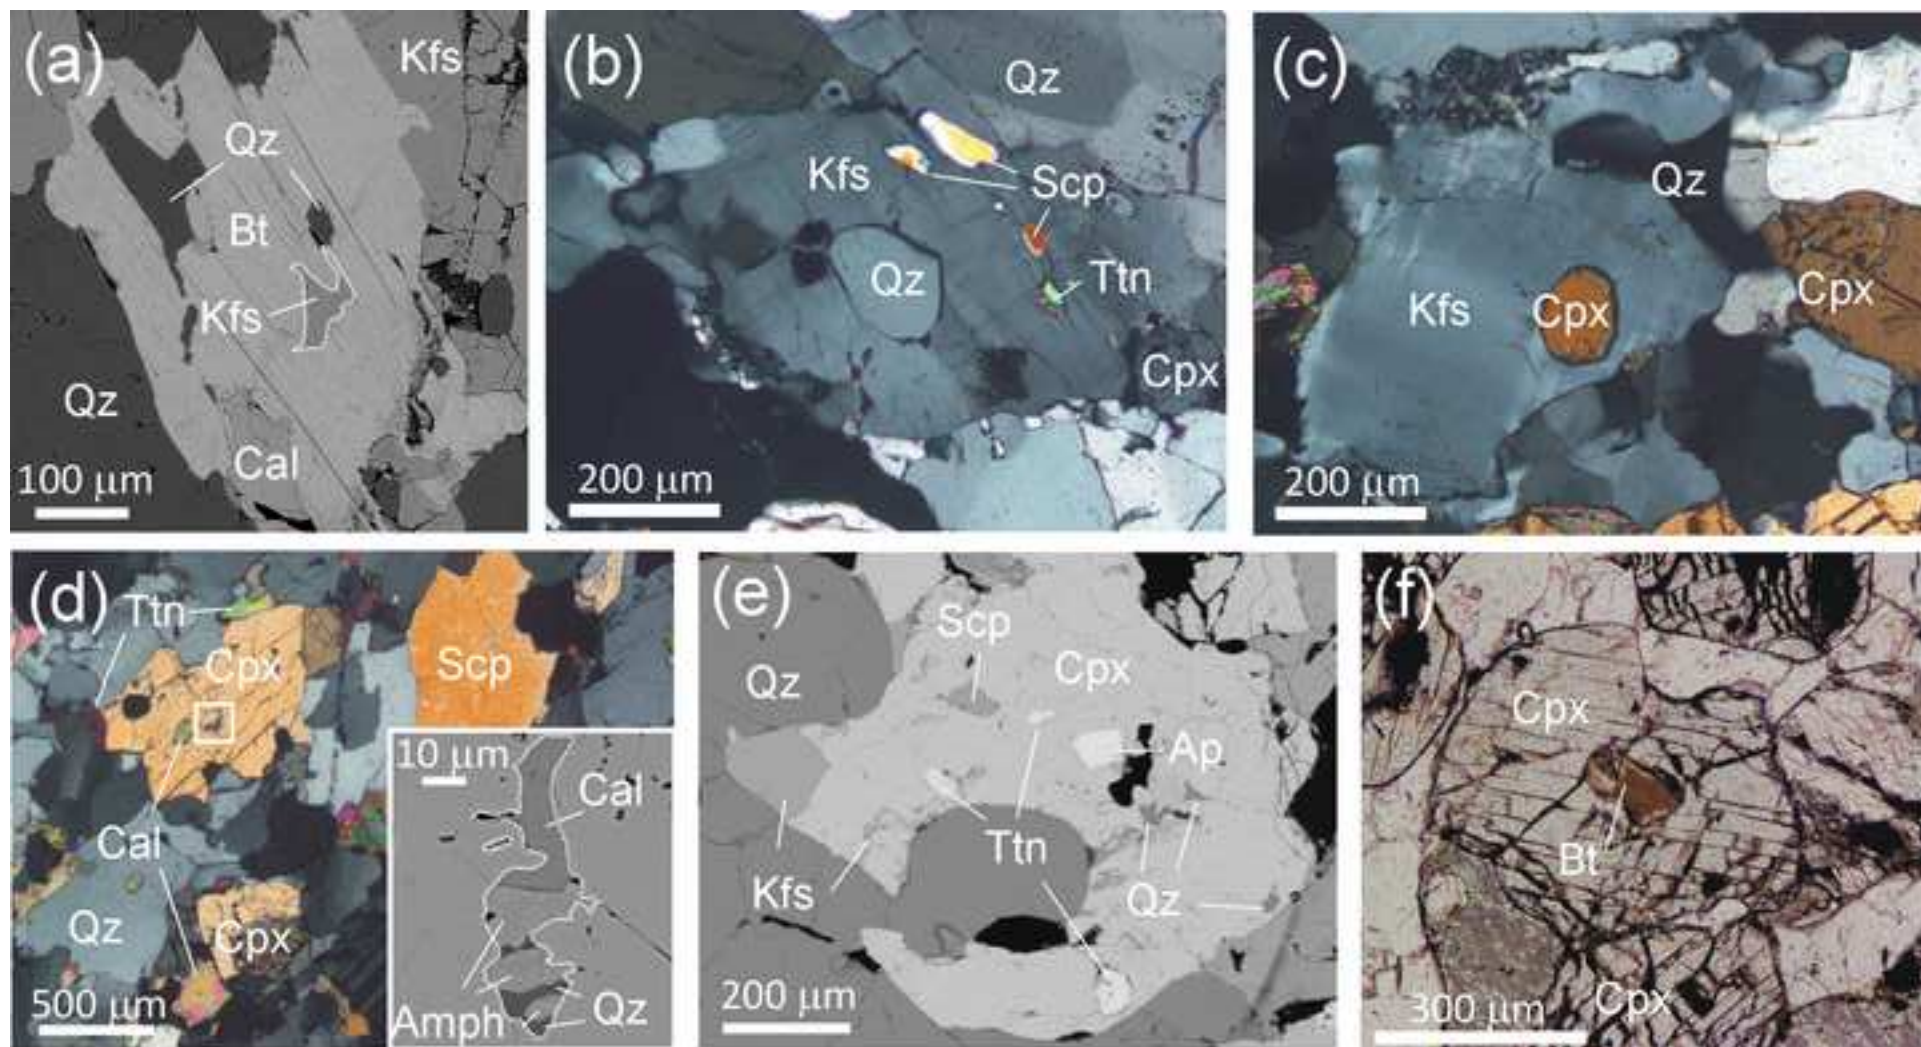 (a)
Kfs
Qz
Bt
Kfs
Qz
Cal
100 μm
(b)
Qz
Kfs
Scp
Qz
Ttn
Cpx
200 μm
(c)
Qz
Kfs
Cpx
Cpx
200 μm
(d)
Ttn
Cpx
Scp
Cal
Qz
Cpx
500 μm
10 μm
Cal
Amph
Qz
(e)
Scp
Cpx
Qz
Ap
Ttn
Kfs
Qz
200 μm
(f)
Cpx
Bt
Cpx
300 μm